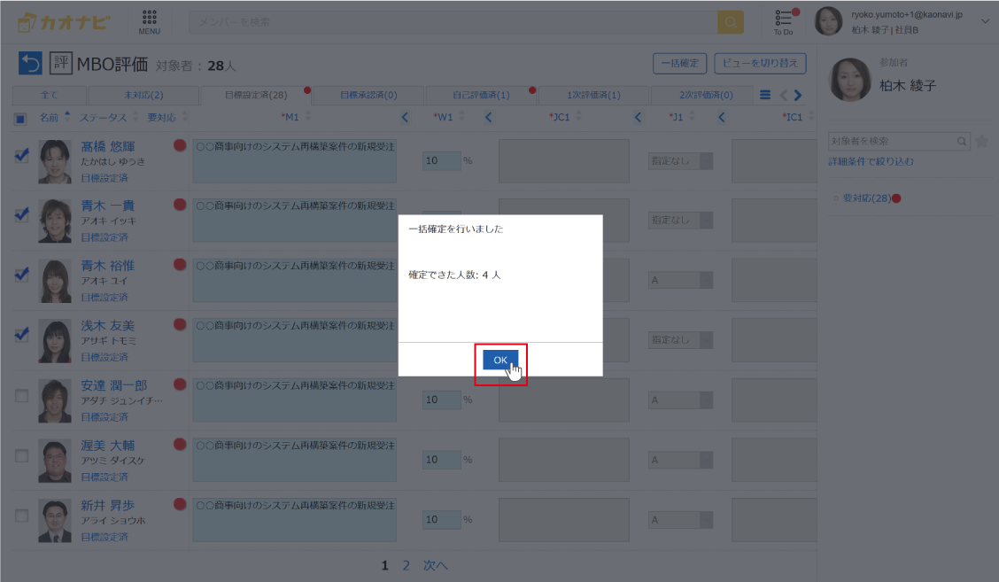 カオナビ
MENU
メンバーを検索
To Do
ryoko.yumoto+1@kaonavi.jp
柏木 綾子 | 社員B
評 MBO評価 対象者：28人
一括確定
ビューを切り替え
参加者
柏木 綾子
全て
未対応(2)
目標設定済(28)
目標承認済(0)
自己評価済(1)
1次評価済(1)
2次評価済(0)
名前
ステータス
要対応
*M1
*W1
*JC1
*J1
*IC1
対象者を検索
詳細条件で絞り込む
要対応(28)
髙橋 悠輝
たかはし ゆうき
目標設定済
〇〇商事向けのシステム再構築案件の新規受注
10 %
指定なし
青木 一貴
アオキ イッキ
目標設定済
〇〇商事向けのシステム再構築案件の新規受注
指定なし
青木 裕惟
アオキ ユイ
目標設定済
〇〇商事向けのシステム再構築案件の新規受注
A
浅木 友美
アサギ トモミ
目標設定済
〇〇商事向けのシステム再構築案件の新規受注
指定なし
一括確定を行いました
確定できた人数: 4 人
OK
安達 潤一郎
アダチ ジュンイチ…
目標設定済
〇〇商事向けのシステム再構築案件の新規受注
10 %
A
渥美 大輔
アツミ ダイスケ
目標設定済
〇〇商事向けのシステム再構築案件の新規受注
10 %
A
新井 昇歩
アライ ショウホ
目標設定済
〇〇商事向けのシステム再構築案件の新規受注
10 %
A
1 2 次へ